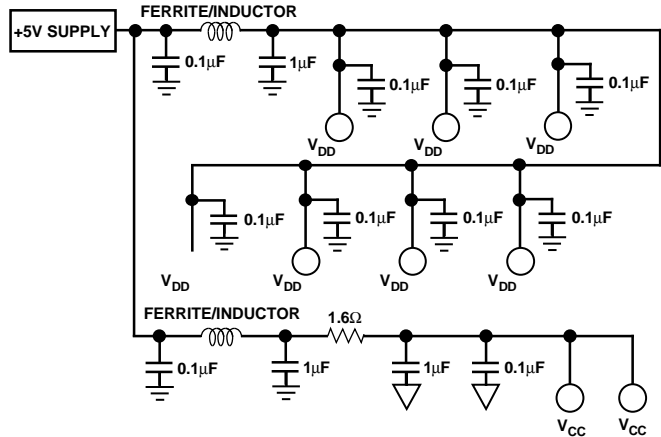 FERRITE/INDUCTOR
+5V SUPPLY
0.1μF
1μF
0.1μF
0.1μF
0.1μF
VDD
VDD
VDD
0.1μF
0.1μF
0.1μF
0.1μF
VDD
VDD
VDD
VDD
FERRITE/INDUCTOR
1.6Ω
0.1μF
1μF
1μF
0.1μF
VCC
VCC